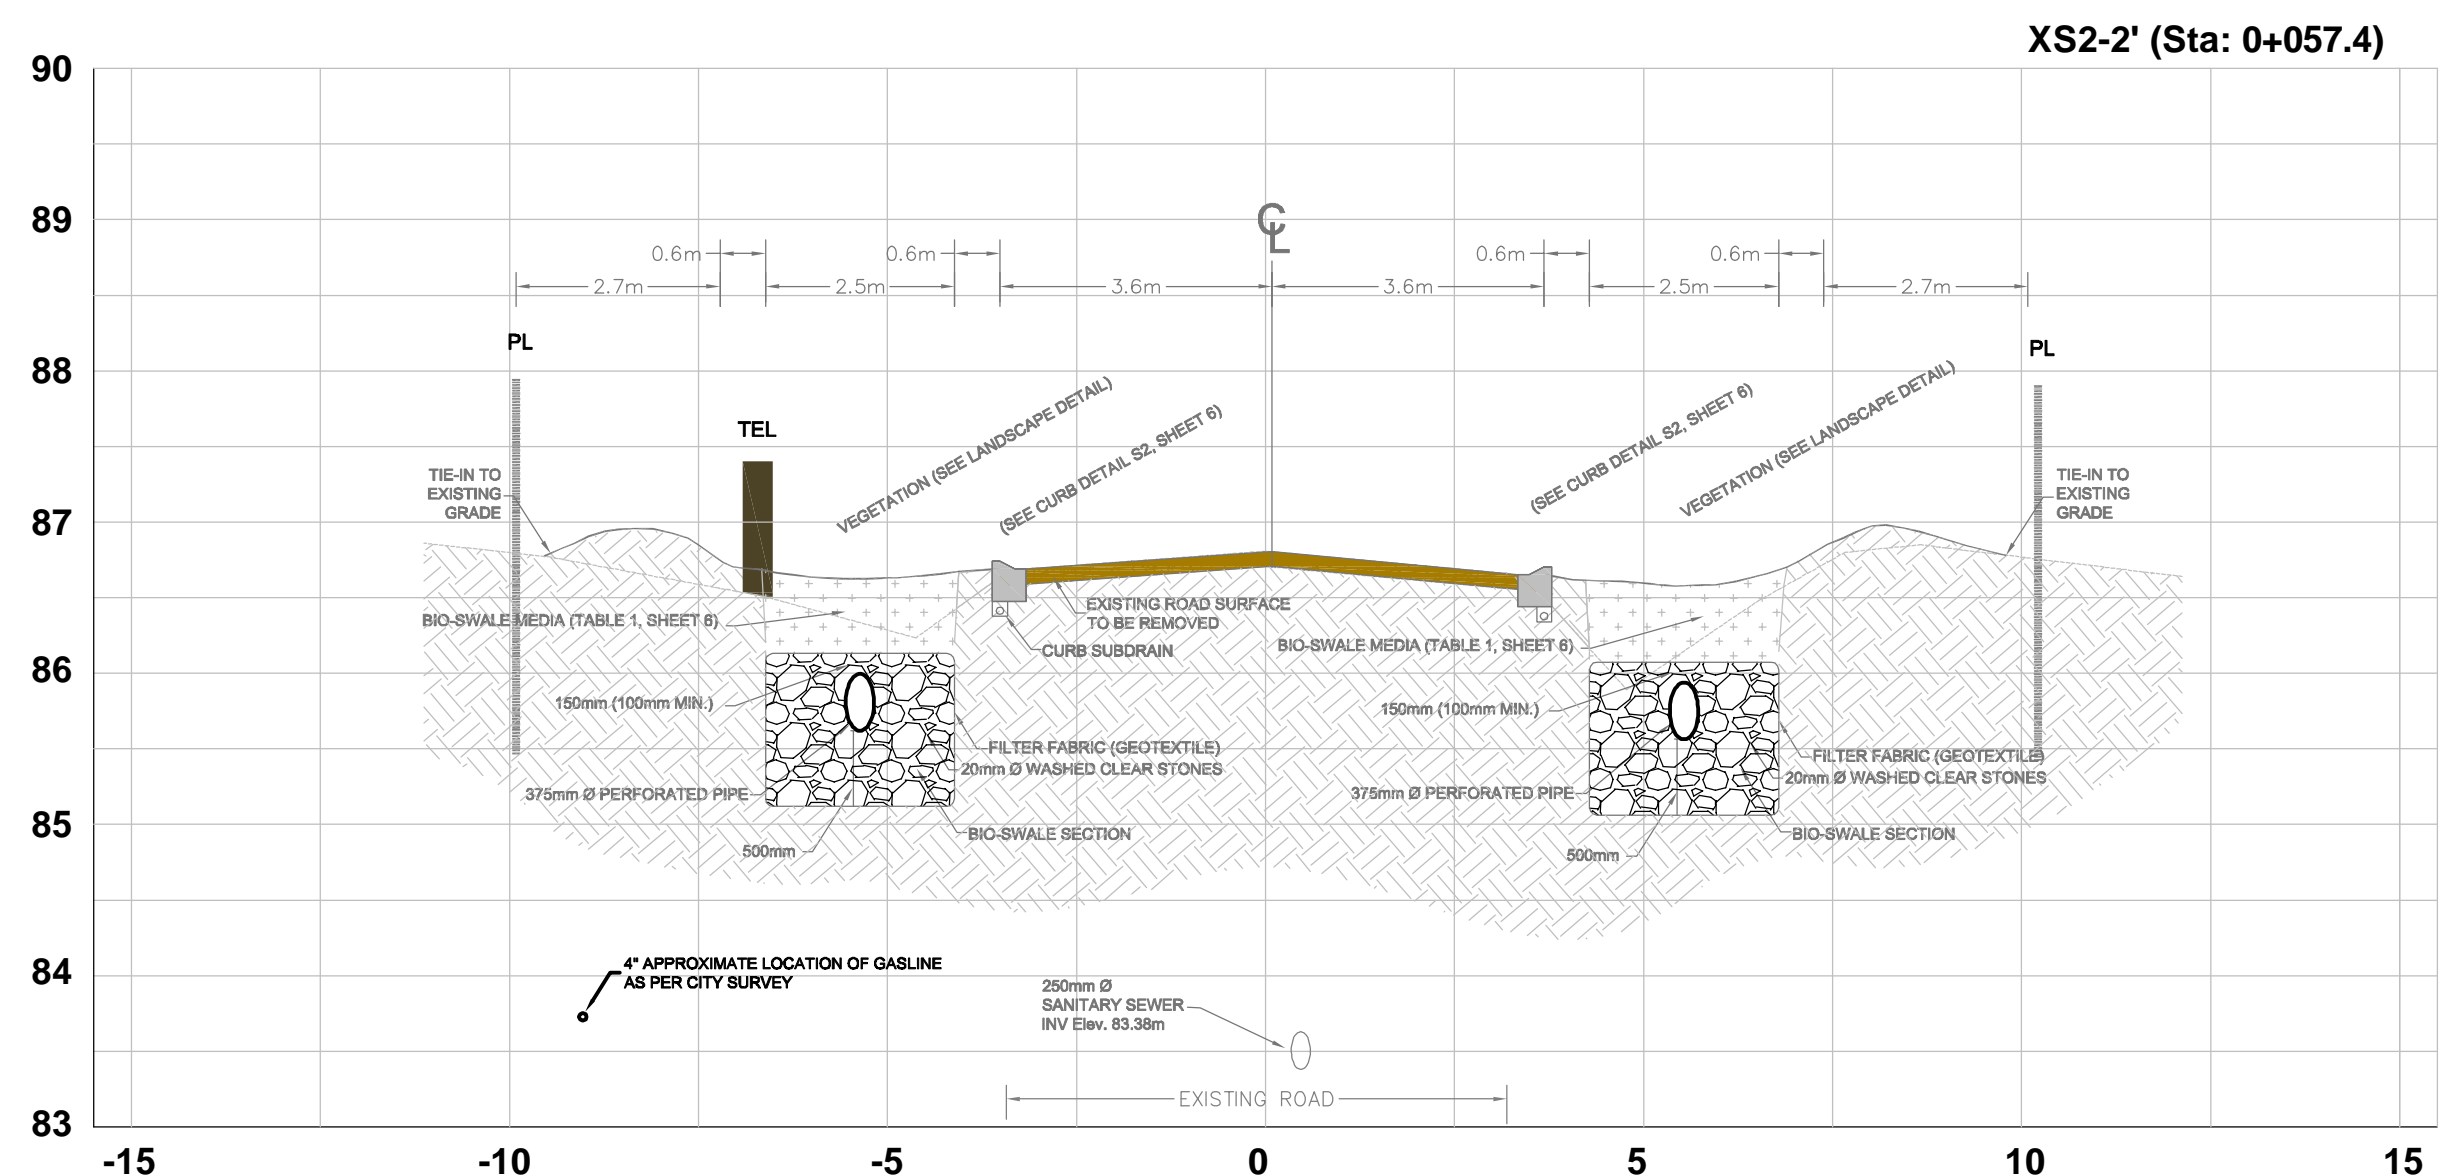 XS2-2' (Sta: 0+057.4)
90
89
88
87
86
85
84
83
-15
-10
-5
0
5
10
15
CL
0.6m
0.6m
0.6m
0.6m
2.7m
2.5m
3.6m
3.6m
2.5m
2.7m
PL
PL
TEL
TIE-IN TO
EXISTING
GRADE
VEGETATION (SEE LANDSCAPE DETAIL)
(SEE CURB DETAIL S2, SHEET 6)
(SEE CURB DETAIL S2, SHEET 6)
VEGETATION (SEE LANDSCAPE DETAIL)
TIE-IN TO
EXISTING
GRADE
BIO-SWALE MEDIA (TABLE 1, SHEET 6)
EXISTING ROAD SURFACE
TO BE REMOVED
CURB SUBDRAIN
BIO-SWALE MEDIA (TABLE 1, SHEET 6)
150mm (100mm MIN.)
150mm (100mm MIN.)
FILTER FABRIC (GEOTEXTILE)
20mm Ø WASHED CLEAR STONES
FILTER FABRIC (GEOTEXTILE)
20mm Ø WASHED CLEAR STONES
375mm Ø PERFORATED PIPE
375mm Ø PERFORATED PIPE
BIO-SWALE SECTION
BIO-SWALE SECTION
500mm
500mm
4" APPROXIMATE LOCATION OF GASLINE
AS PER CITY SURVEY
250mm Ø
SANITARY SEWER
INV Elev. 83.38m
EXISTING ROAD